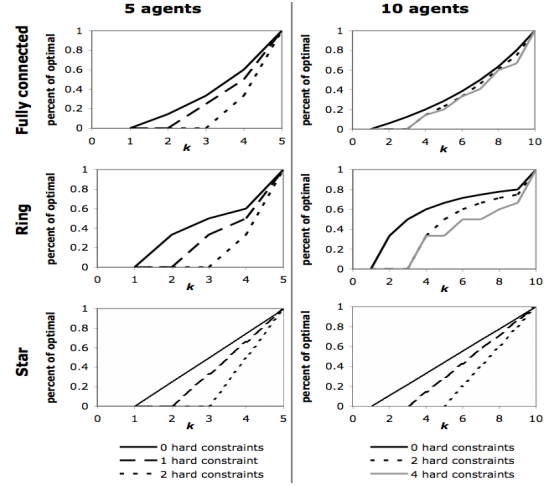 5 agents
10 agents
Fully connected
percent of optimal
1
0.8
0.6
0.4
0.2
0
1 2 3 4 5
k
percent of optimal
1
0.8
0.6
0.4
0.2
0
0 2 4 6 8 10
k
Ring
percent of optimal
1
0.8
0.6
0.4
0.2
0
0 1 2 3 4 5
k
percent of optimal
1
0.8
0.6
0.4
0.2
0
0 2 4 6 8 10
k
Star
percent of optimal
1
0.8
0.6
0.4
0.2
0
0 1 2 3 4 5
k
percent of optimal
1
0.8
0.6
0.4
0.2
0
0 2 4 6 8 10
k
0 hard constraints
1 hard constraints
2 hard constraints
0 hard constraints
2 hard constraints
4 hard constraints